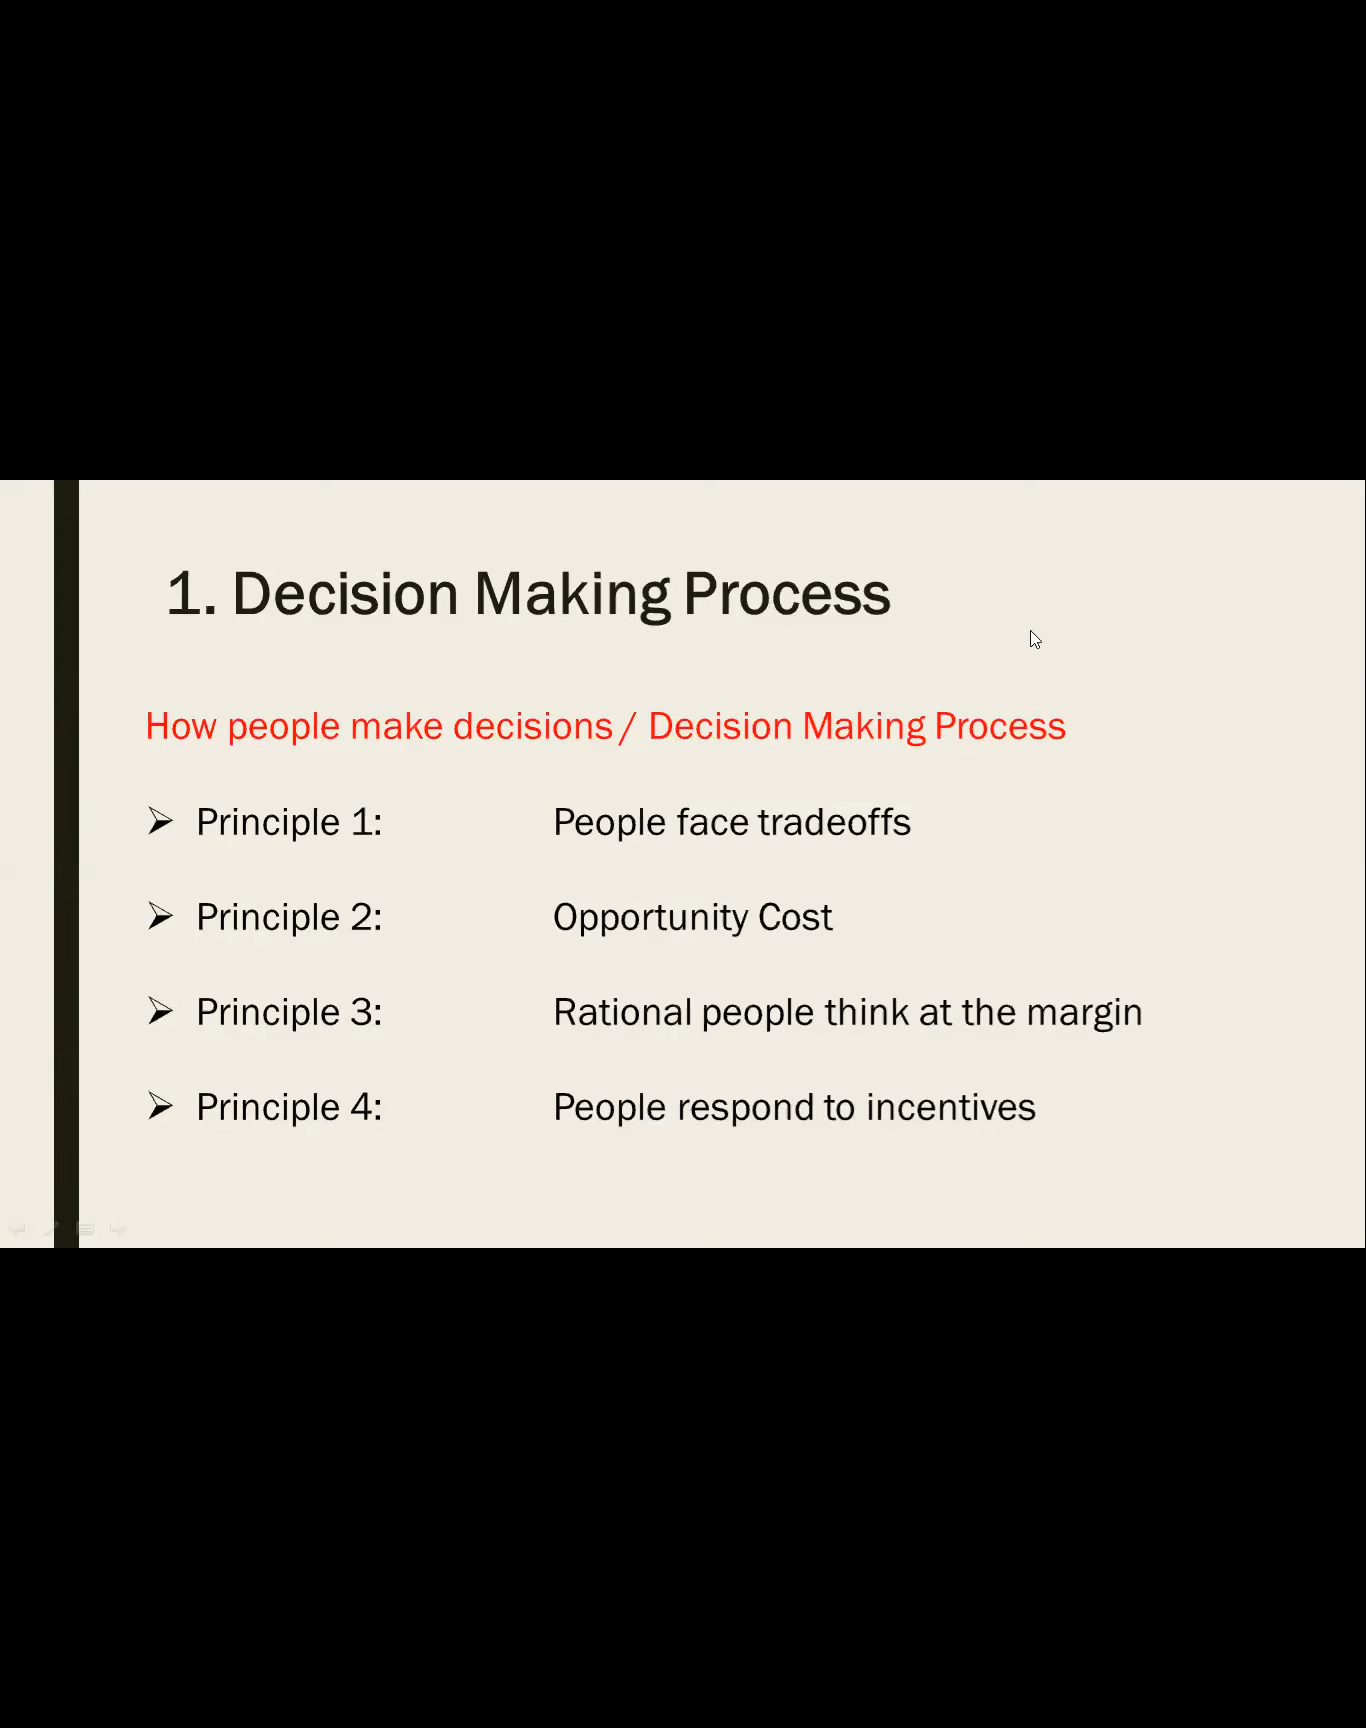 1. Decision Making Process
How people make decisions / Decision Making Process
➢ Principle 1: People face tradeoffs
➢ Principle 2: Opportunity Cost
➢ Principle 3: Rational people think at the margin
➢ Principle 4: People respond to incentives